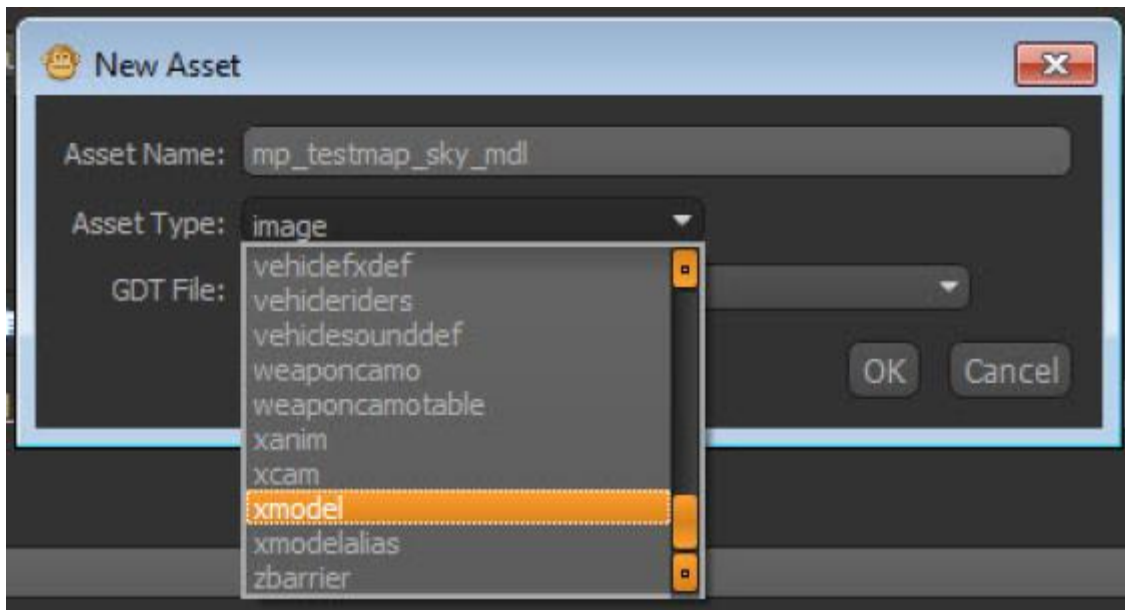 New Asset
Asset Name: mp_testmap_sky_mdl
Asset Type: image
GDT File:
vehiclefxdef
vehicleriders
vehiclesounddef
weaponcamo
weaponcamotable
xanim
xcam
xmodel
xmodelalias
zbarrier
OK Cancel